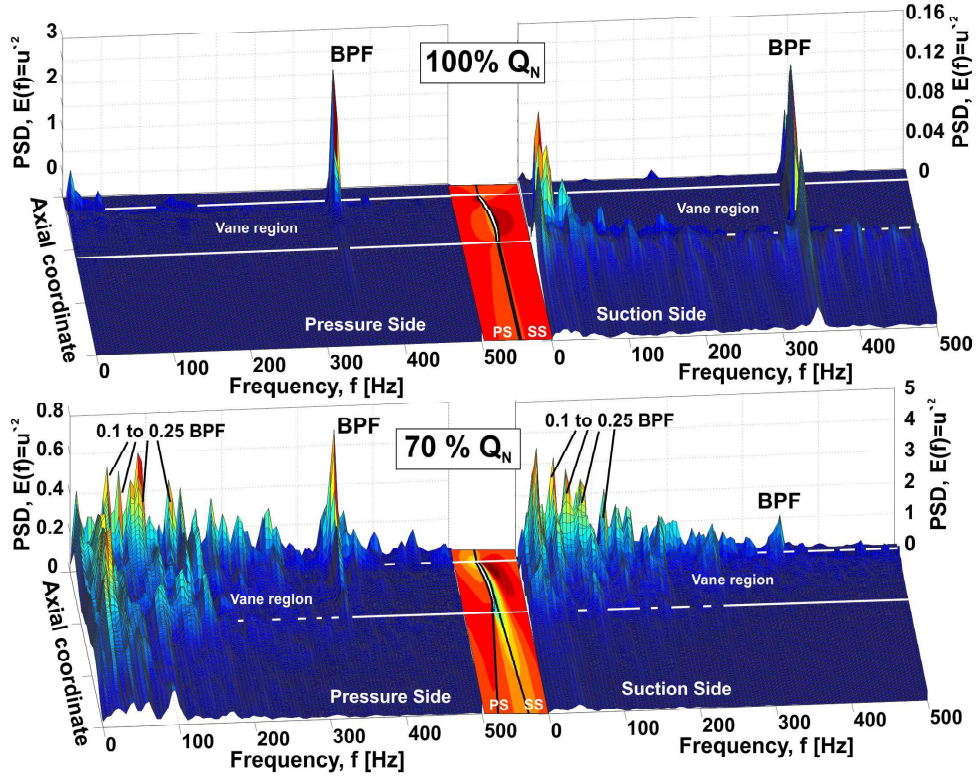 PSD, E(f)=u`²
3
2
1
0
BPF
100% Q_N
BPF
0.16
0.12
0.08
0.04
0
PSD, E(f)=u`²
Axial coordinate
Vane region
Vane region
Pressure Side
PS SS
Suction Side
0 100 200 300 400 500
Frequency, f [Hz]
0 100 200 300 400 500
Frequency, f [Hz]
PSD, E(f)=u`²
0.8
0.6
0.4
0.2
0
0.1 to 0.25 BPF
BPF
70 % Q_N
0.1 to 0.25 BPF
BPF
5
4
3
2
1
0
PSD, E(f)=u`²
Axial coordinate
Vane region
Vane region
Pressure Side
PS SS
Suction Side
0 100 200 300 400 500
Frequency, f [Hz]
0 100 200 300 400 500
Frequency, f [Hz]